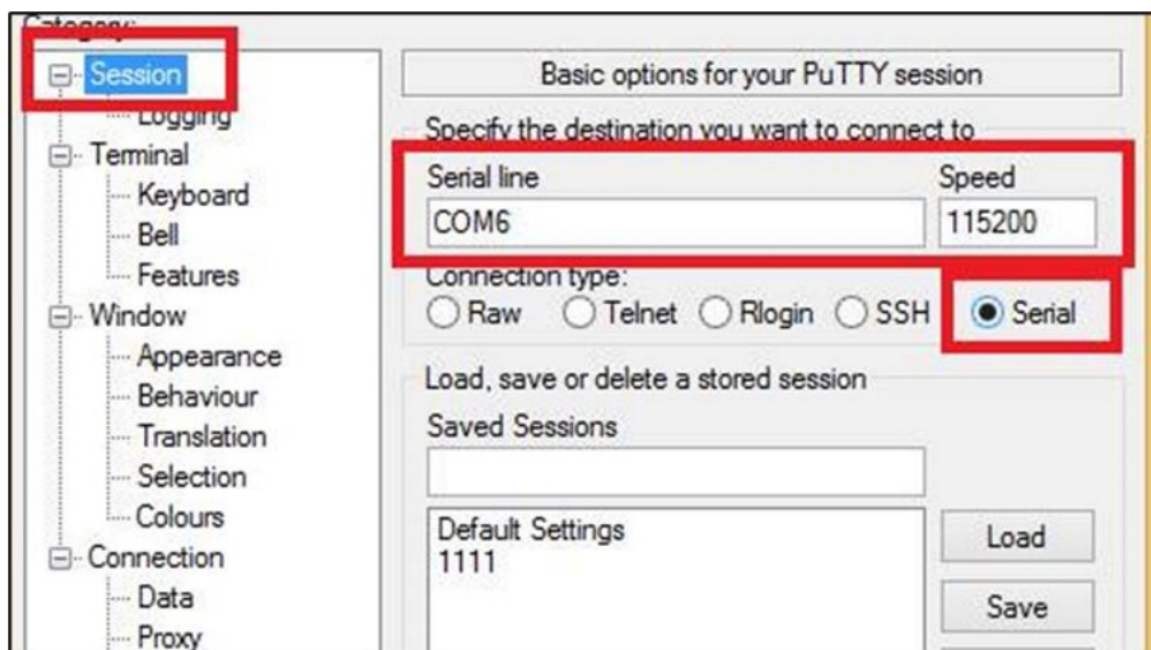 Category:
Session
Logging
Terminal
Keyboard
Bell
Features
Window
Appearance
Behaviour
Translation
Selection
Colours
Connection
Data
Proxy
Basic options for your PuTTY session
Specify the destination you want to connect to
Serial line Speed
COM6 115200
Connection type:
Raw Telnet Rlogin SSH Serial
Load, save or delete a stored session
Saved Sessions
Default Settings
1111
Load
Save